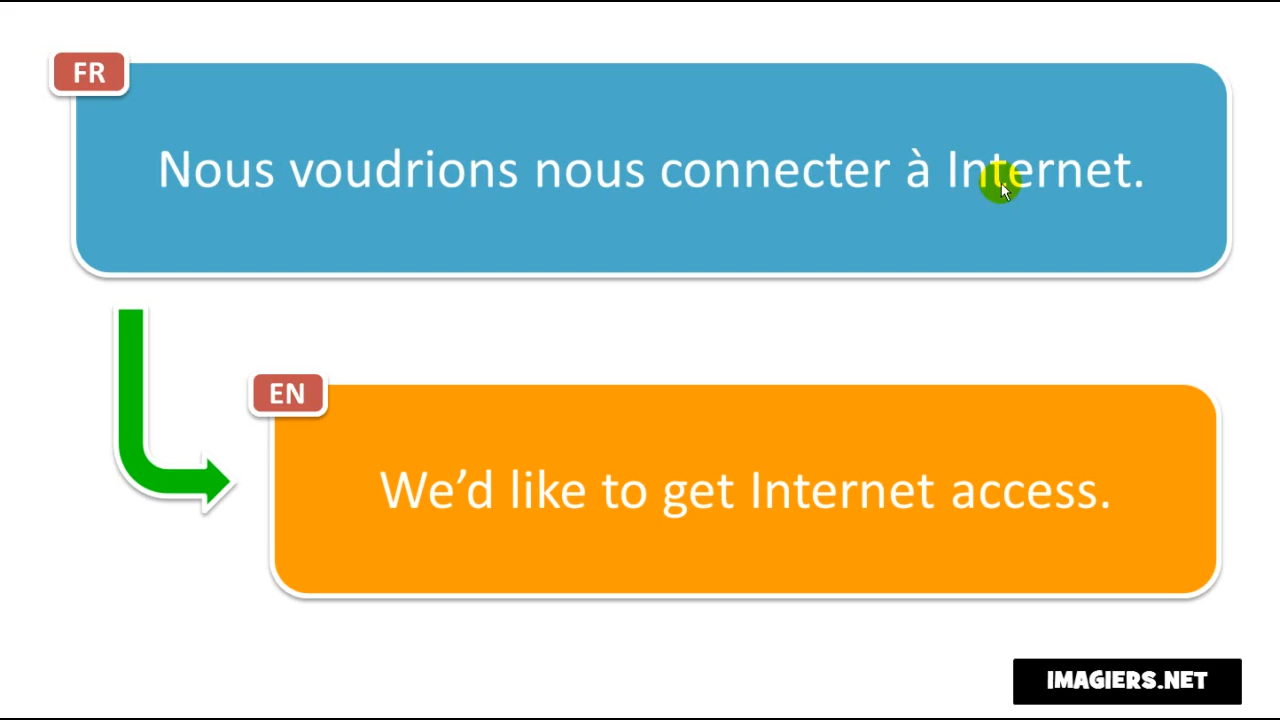 FR
Nous voudrions nous connecter à Internet.
EN
We’d like to get Internet access.
IMAGIERS.NET